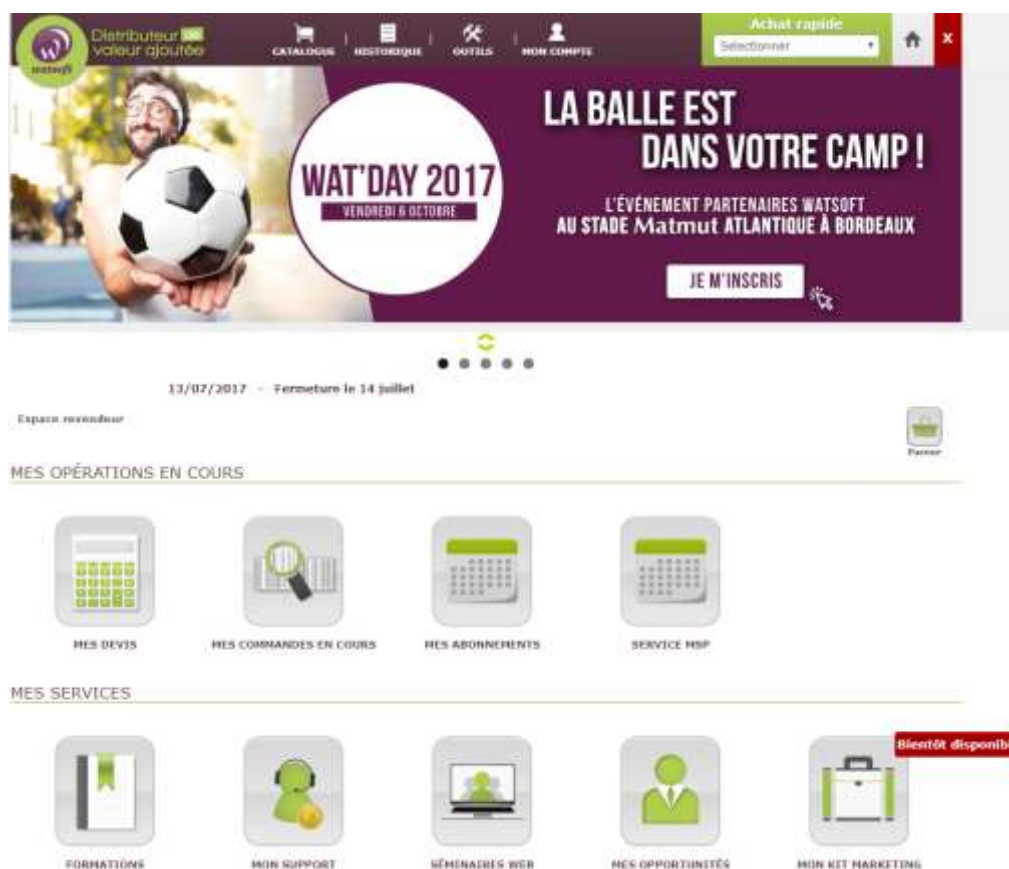 Distributeur
valeur ajoutée
watsoft
CATALOGUE
HISTORIQUE
OUTILS
MON COMPTE
Achat rapide
Selectionner
X
LA BALLE EST
DANS VOTRE CAMP !
WAT'DAY 2017
VENDREDI 6 OCTOBRE
L'ÉVÉNEMENT PARTENAIRES WATSOFT
AU STADE Matmut ATLANTIQUE À BORDEAUX
JE M'INSCRIS
13/07/2017 - Fermeture le 14 juillet
Espace revendeur
Panier
MES OPÉRATIONS EN COURS
MES DEVIS
MES COMMANDES EN COURS
MES ABONNEMENTS
SERVICE MSP
MES SERVICES
Bientôt disponib
FORMATIONS
MON SUPPORT
SÉMINAIRES WEB
MES OPPORTUNITÉS
MON KIT MARKETING